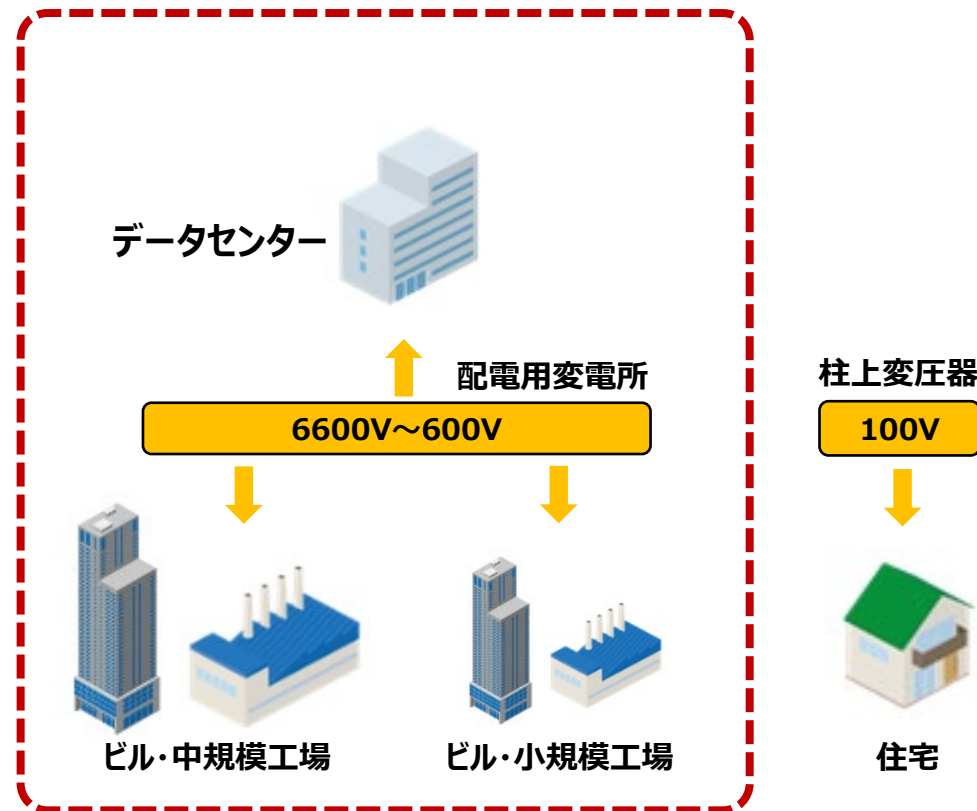 データセンター
配電用変電所
柱上変圧器
6600V～600V
100V
ビル・中規模工場
ビル・小規模工場
住宅